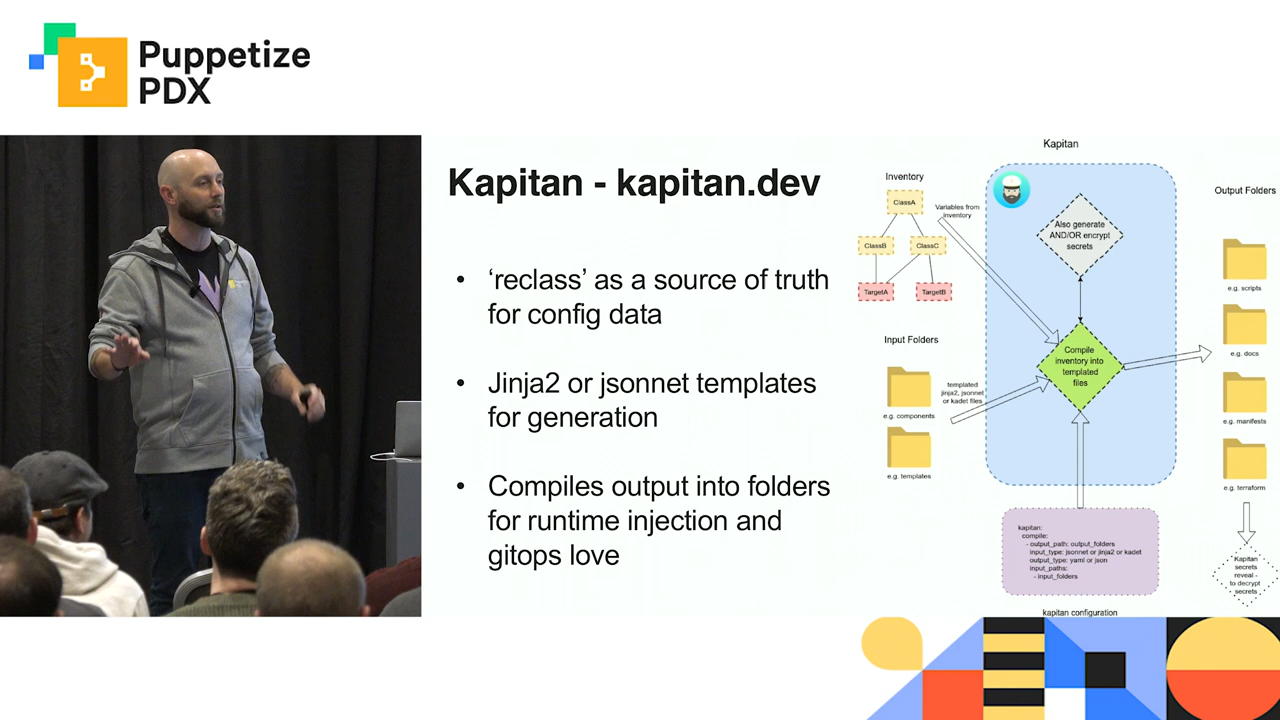 Puppetize
PDX
Kapitan - kapitan.dev
• ‘reclass’ as a source of truth
for config data
• Jinja2 or jsonnet templates
for generation
• Compiles output into folders
for runtime injection and
gitops love
Kapitan
Inventory
ClassA
Variables from
inventory
ClassB
ClassC
TargetA
TargetB
Also generate
AND/OR encrypt
secrets
Input Folders
e.g. components
templated
jinja2, jsonnet
or kadet files
e.g. templates
Compile
inventory into
templated
files
Output Folders
e.g. scripts
e.g. docs
e.g. manifests
e.g. terraform
Kapitan
secrets
reveal -
to decrypt
secrets
kapitan:
compile:
- output_path: output_folders
input_type: jsonnet or jinja2 or kadet
output_type: yaml or json
input_paths:
- input_folders
kapitan configuration